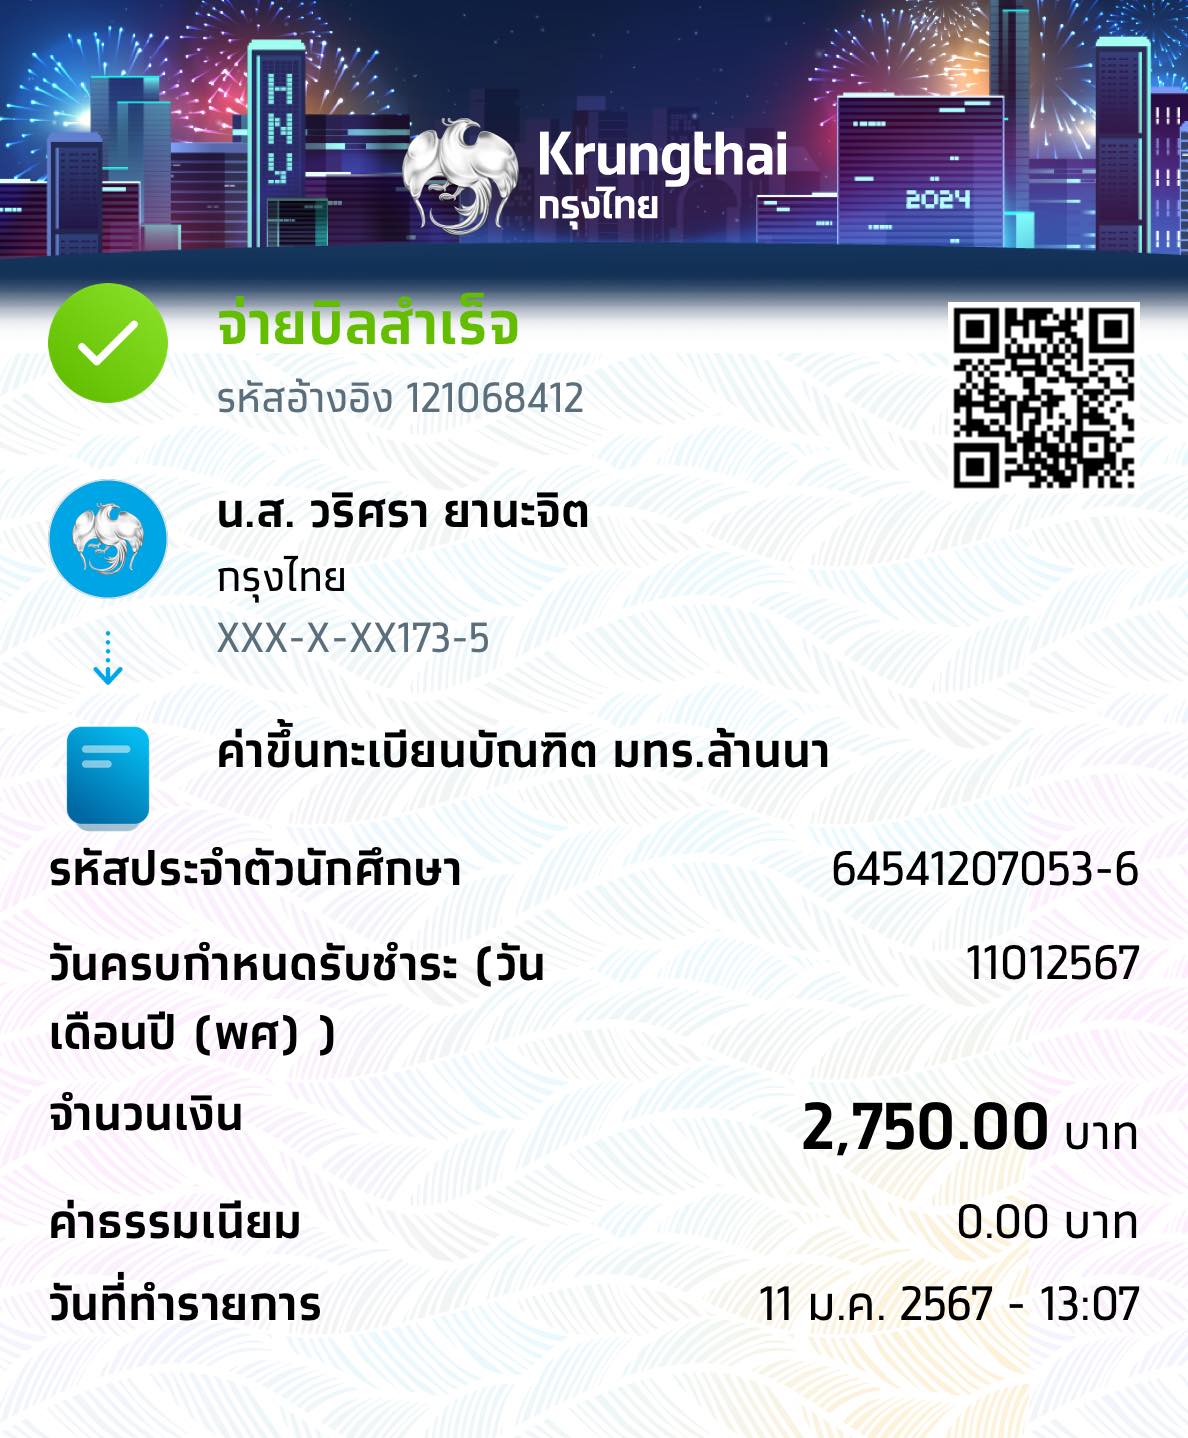 HNY
Krungthai
กรุงไทย
2024
จ่ายบิลสำเร็จ
รหัสอ้างอิง 121068412
น.ส. วริศรา ยานะจิต
กรุงไทย
XXX-X-XX173-5
ค่าขึ้นทะเบียนบัณฑิต มทร.ล้านนา
รหัสประจำตัวนักศึกษา 64541207053-6
วันครบกำหนดรับชำระ (วัน 11012567
เดือนปี (พศ) )
จำนวนเงิน 2,750.00 บาท
ค่าธรรมเนียม 0.00 บาท
วันที่ทำรายการ 11 ม.ค. 2567 - 13:07